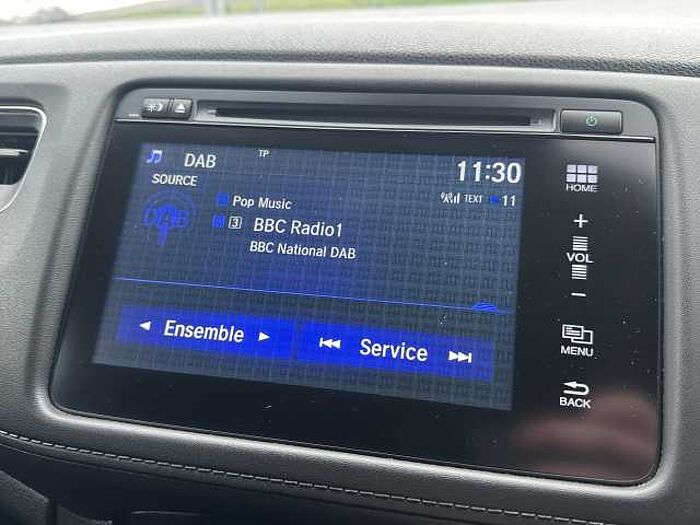 DAB
TP
11:30
SOURCE
TEXT
11
Pop Music
DAB
3 BBC Radio1
BBC National DAB
Ensemble
Service
HOME
+
VOL
−
MENU
BACK